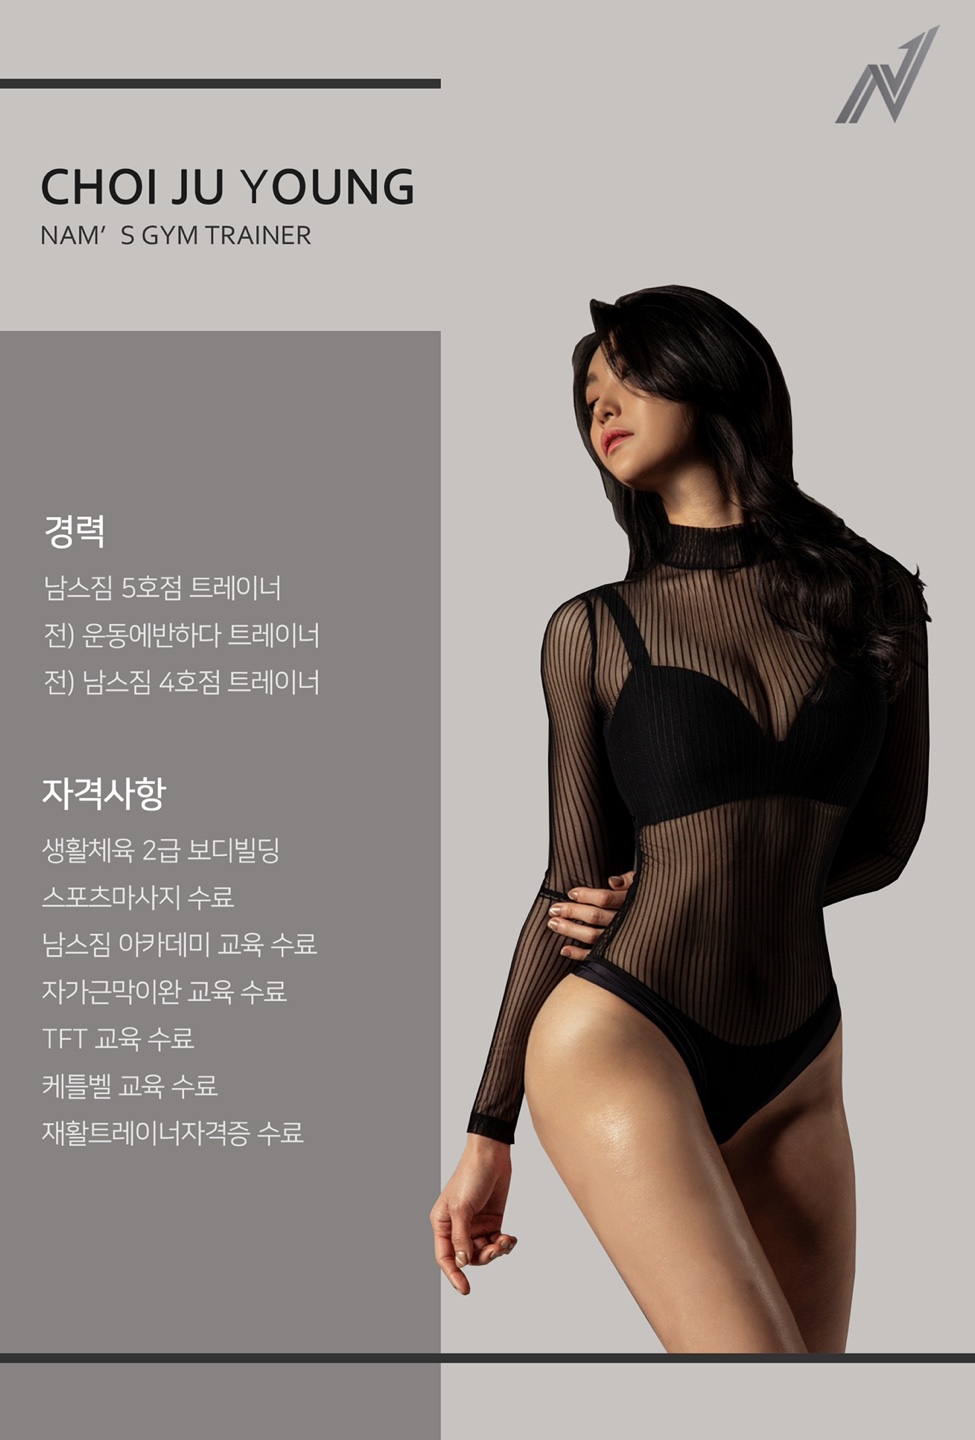 CHOI JU YOUNG
NAM’ S GYM TRAINER
경력
남스짐 5호점 트레이너
전) 운동에반하다 트레이너
전) 남스짐 4호점 트레이너
자격사항
생활체육 2급 보디빌딩
스포츠마사지 수료
남스짐 아카데미 교육 수료
자가근막이완 교육 수료
TFT 교육 수료
케틀벨 교육 수료
재활트레이너자격증 수료